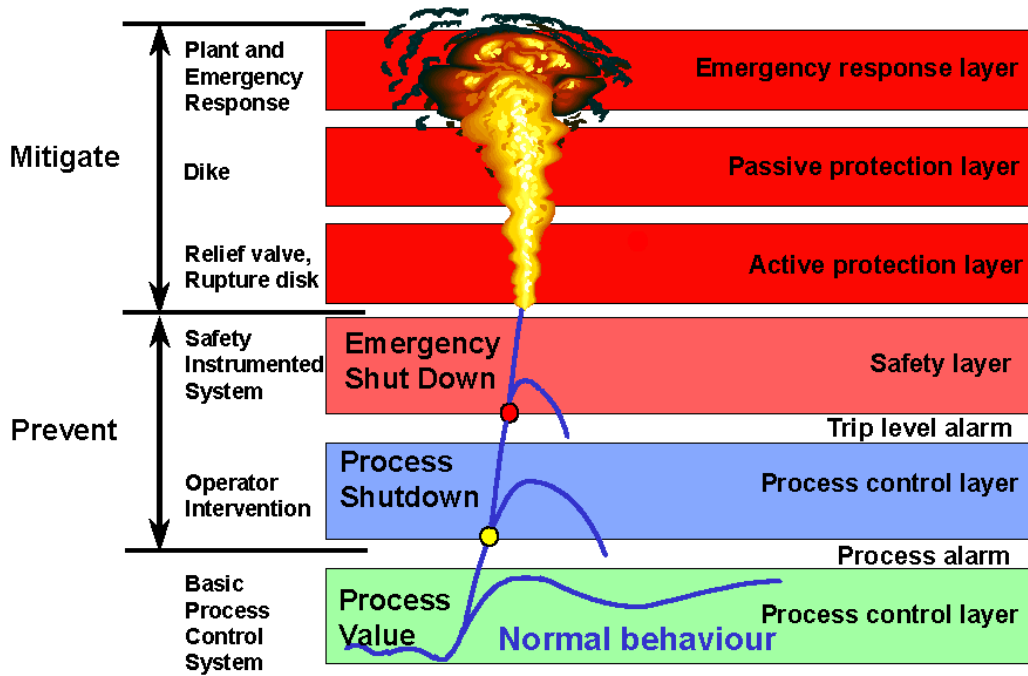 Plant and
Emergency
Response
Emergency response layer
Mitigate
Dike
Passive protection layer
Relief valve,
Rupture disk
Active protection layer
Safety
Instrumented
System
Emergency
Shut Down
Safety layer
Prevent
Trip level alarm
Operator
Intervention
Process
Shutdown
Process control layer
Process alarm
Basic
Process
Control
System
Process
Value
Normal behaviour
Process control layer